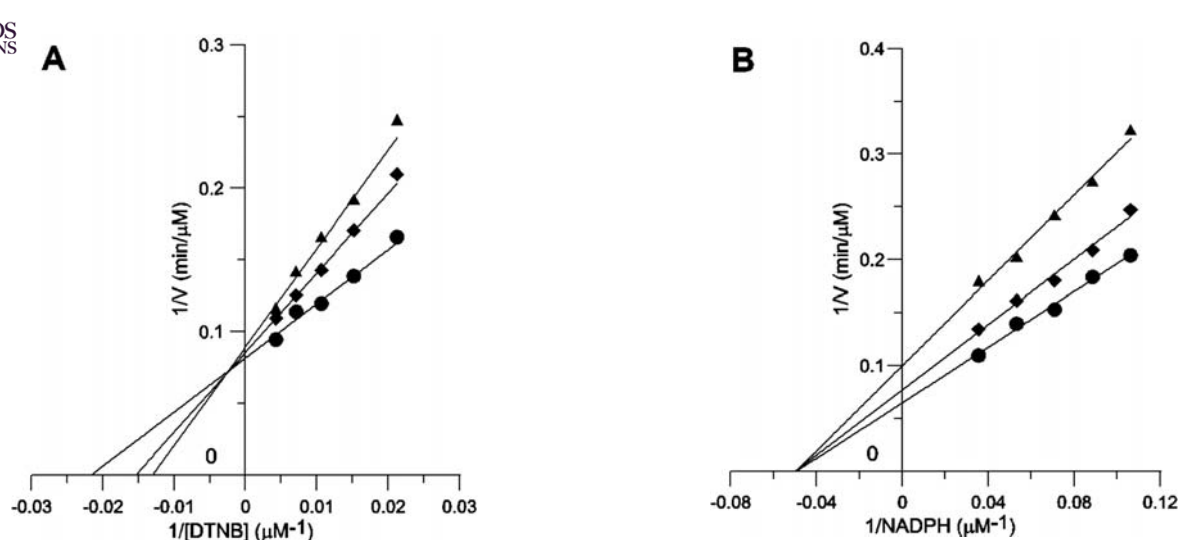 OS
NS
A
B
0.3
0.2
0.1
0
-0.03 -0.02 -0.01 0 0.01 0.02 0.03
1/V (min/μM)
1/[DTNB] (μM-1)
0.4
0.3
0.2
0.1
0
-0.08 -0.04 0 0.04 0.08 0.12
1/V (min/μM)
1/NADPH (μM-1)